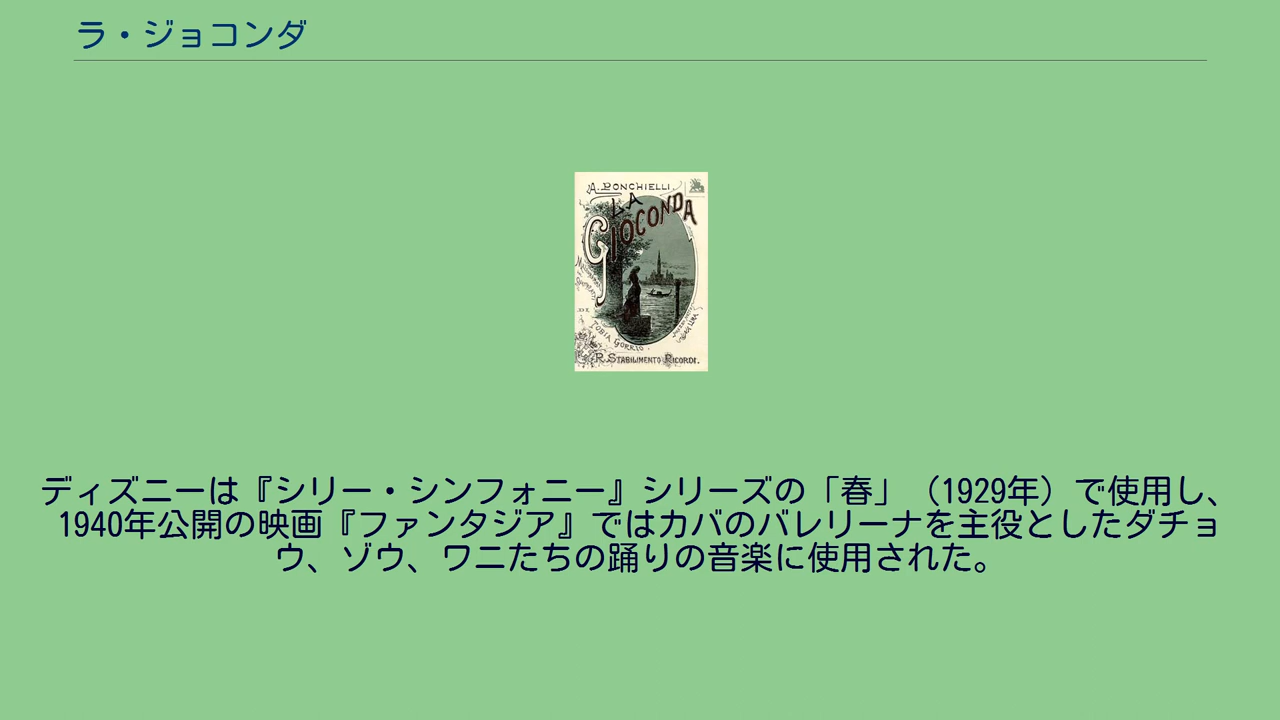 ラ・ジョコンダ
A. PONCHIELLI.
LA
GIOCONDA
DI
TOBIA GORRIO.
R. STABILIMENTO RICORDI.
ディズニーは『シリー・シンフォニー』シリーズの「春」（1929年）で使用し、
1940年公開の映画『ファンタジア』ではカバのバレリーナを主役としたダチョ
ウ、ゾウ、ワニたちの踊りの音楽に使用された。